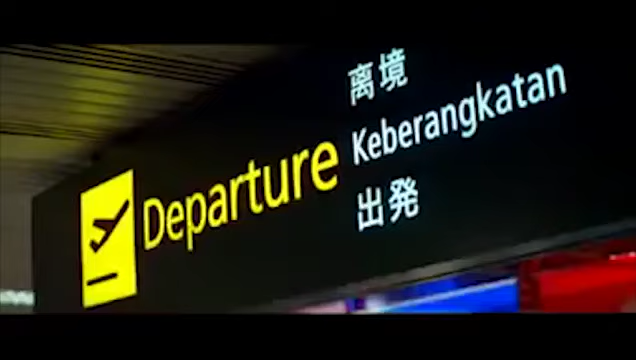 Departure
离境
Keberangkatan
出発